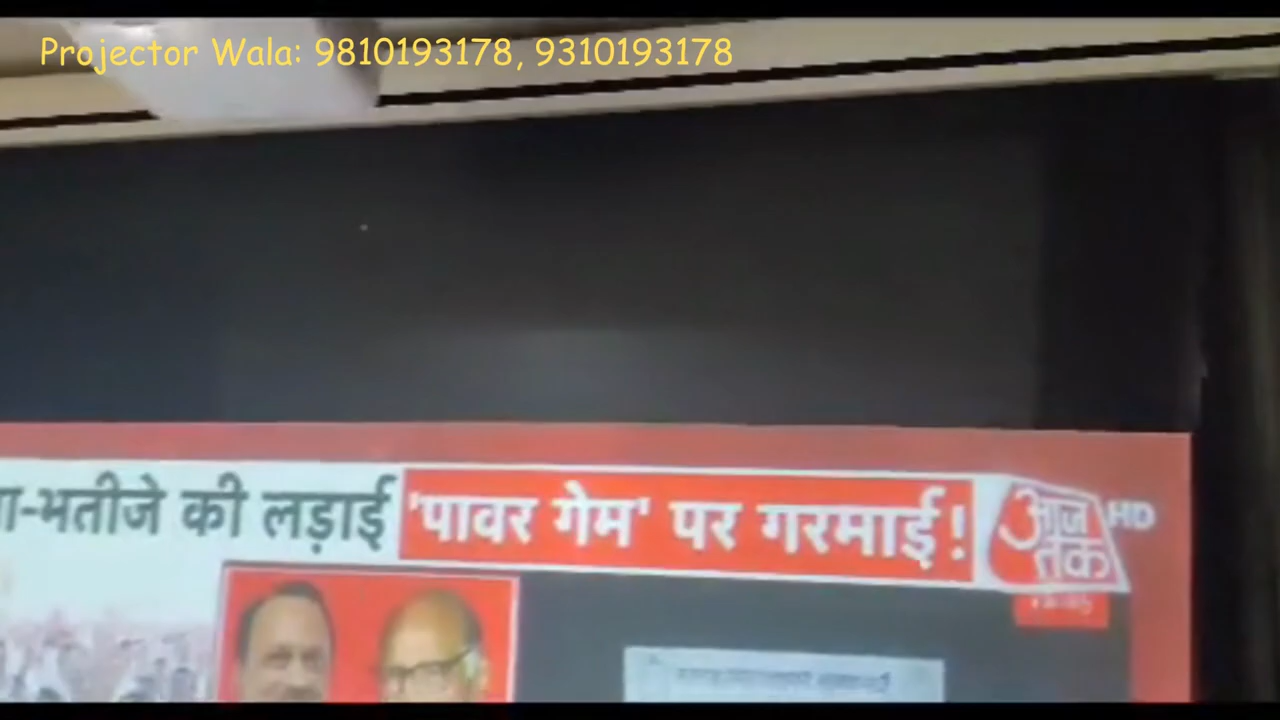 Projector Wala: 9810193178, 9310193178
-भतीजे की लड़ाई 'पावर गेम' पर गरमाई!
आज तक HD